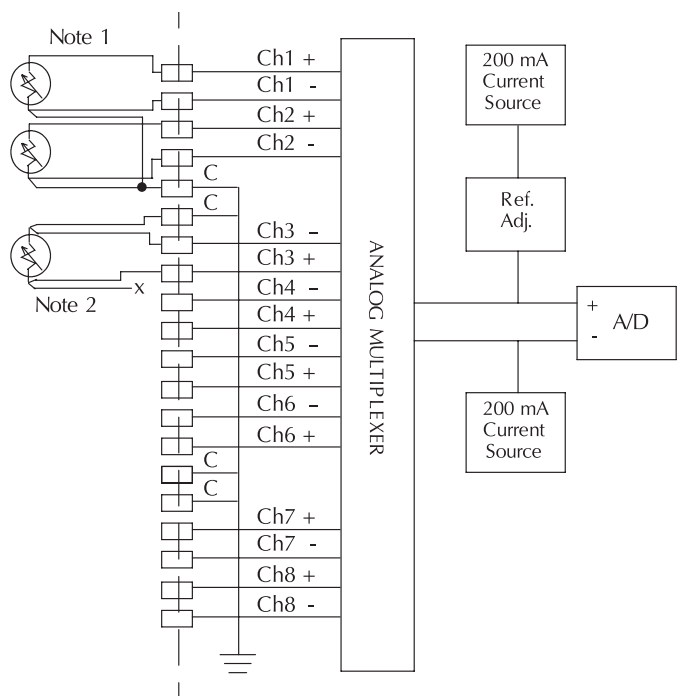 Note 1
Ch1 +
Ch1 -
Ch2 +
Ch2 -
C
C
Ch3 –
Ch3 +
x
Note 2
Ch4 –
Ch4 +
Ch5 –
Ch5 +
Ch6 –
Ch6 +
C
C
Ch7 +
Ch7 -
Ch8 +
Ch8 -
ANALOG MULTIPLEXER
200 mA
Current
Source
Ref.
Adj.
+
-
A/D
200 mA
Current
Source